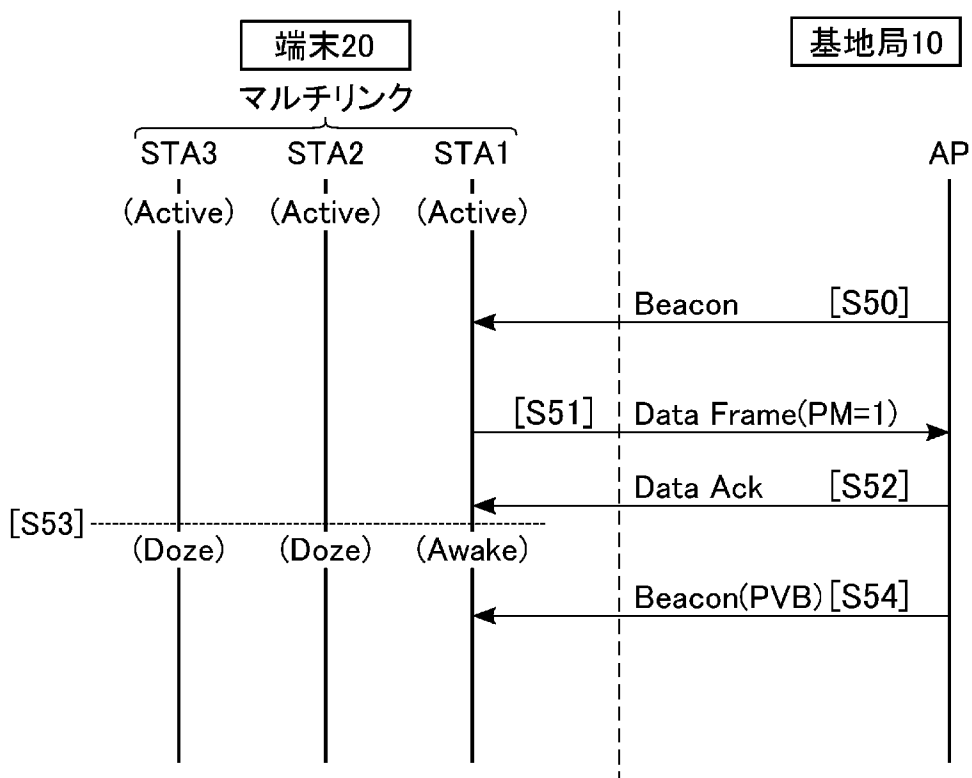 端末20
基地局10
マルチリンク
STA3 STA2 STA1 AP
(Active) (Active) (Active)
Beacon [S50]
[S51] Data Frame(PM=1)
Data Ack [S52]
[S53]
(Doze) (Doze) (Awake)
Beacon(PVB) [S54]